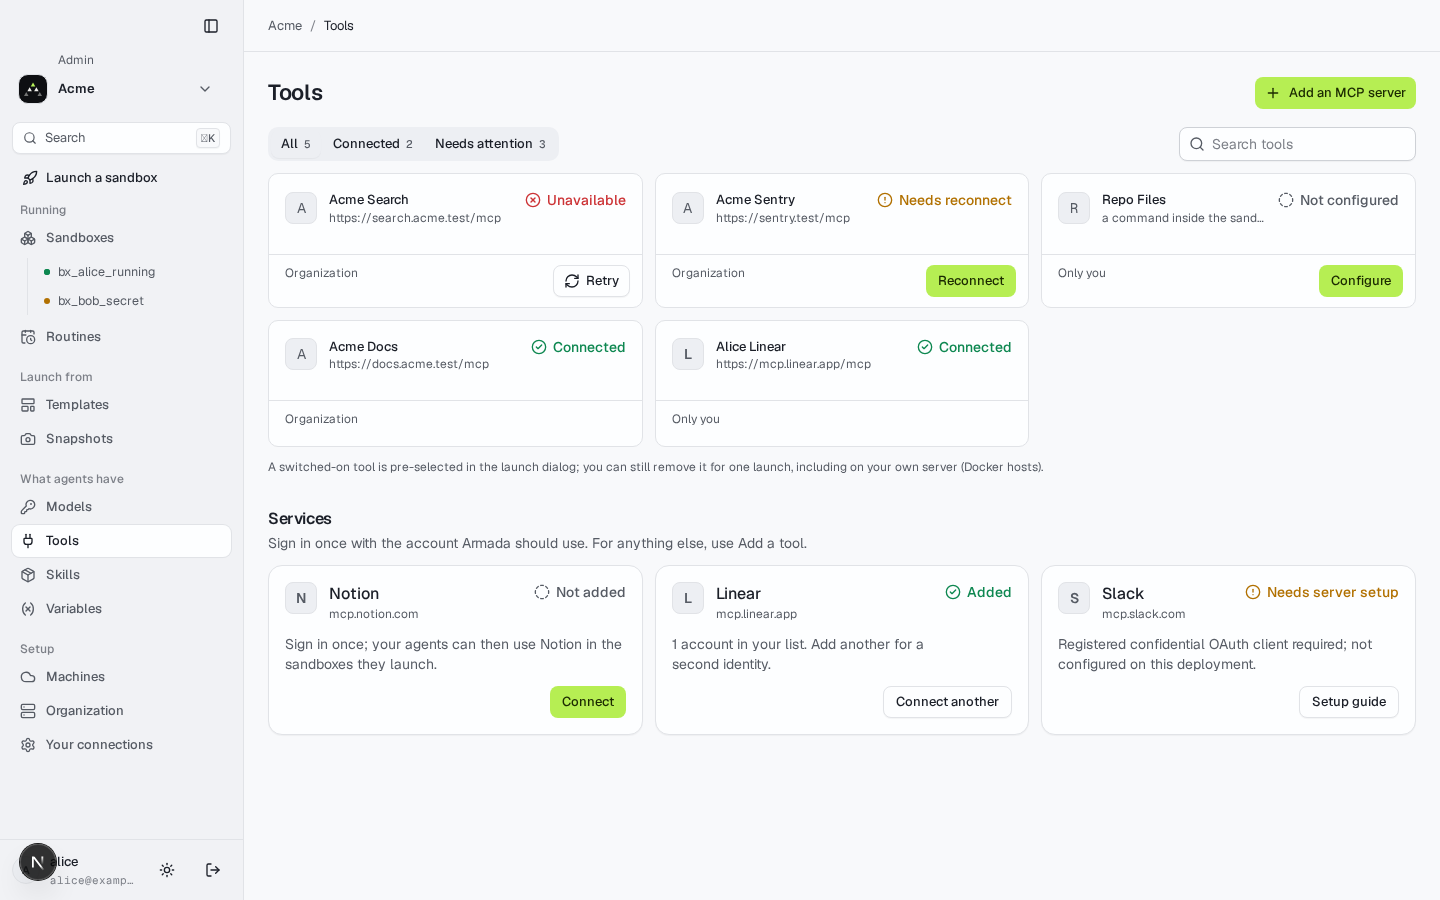 Admin
Acme
Search
K
Launch a sandbox
Running
Sandboxes
bx_alice_running
bx_bob_secret
Routines
Launch from
Templates
Snapshots
What agents have
Models
Tools
Skills
Variables
Setup
Machines
Organization
Your connections
N
alice
alice@examp…
Acme / Tools
Tools
Add an MCP server
All 5
Connected 2
Needs attention 3
Search tools
A
Acme Search
Unavailable
https://search.acme.test/mcp
Organization
Retry
A
Acme Sentry
Needs reconnect
https://sentry.test/mcp
Organization
Reconnect
R
Repo Files
Not configured
a command inside the sand…
Only you
Configure
A
Acme Docs
Connected
https://docs.acme.test/mcp
Organization
L
Alice Linear
Connected
https://mcp.linear.app/mcp
Only you
A switched-on tool is pre-selected in the launch dialog; you can still remove it for one launch, including on your own server (Docker hosts).
Services
Sign in once with the account Armada should use. For anything else, use Add a tool.
N
Notion
Not added
mcp.notion.com
Sign in once; your agents can then use Notion in the
sandboxes they launch.
Connect
L
Linear
Added
mcp.linear.app
1 account in your list. Add another for a
second identity.
Connect another
S
Slack
Needs server setup
mcp.slack.com
Registered confidential OAuth client required; not
configured on this deployment.
Setup guide